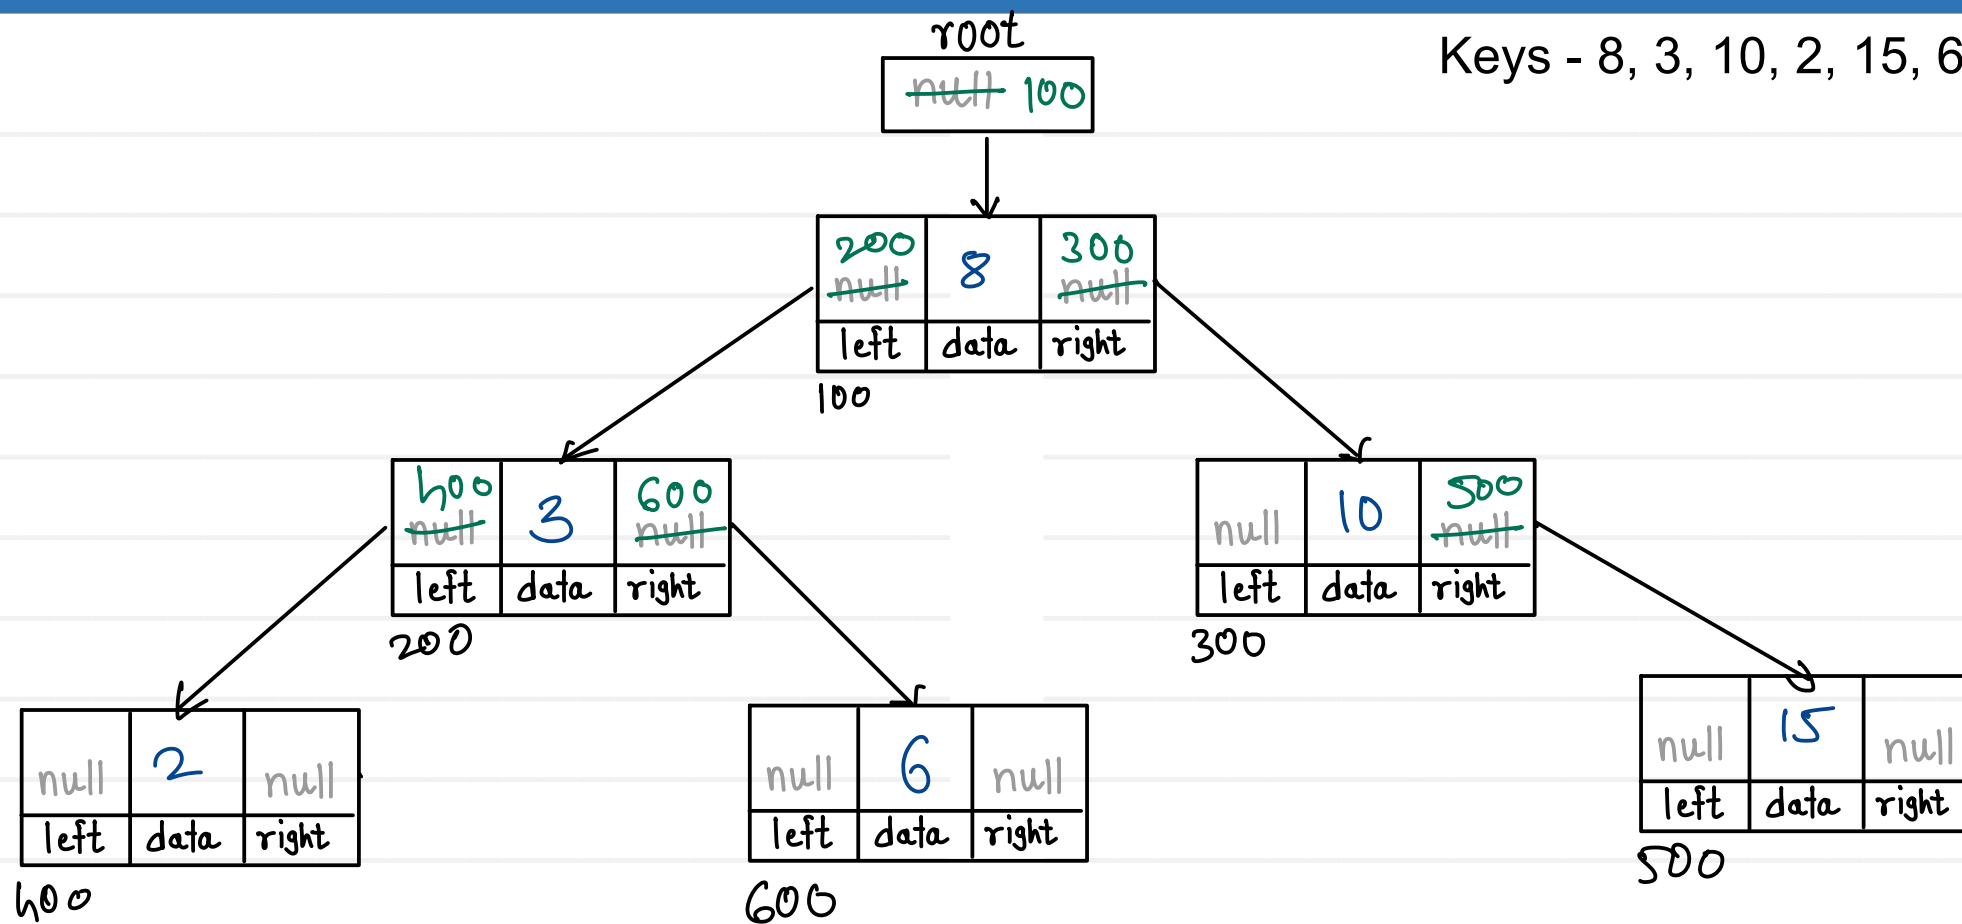 root
Keys - 8, 3, 10, 2, 15, 6
null 100
200 8 300
null null
left data right
100
400 3 600
null null
left data right
200
10 500
null null
left data right
300
null 2 null
left data right
400
null 6 null
left data right
600
null 15 null
left data right
500